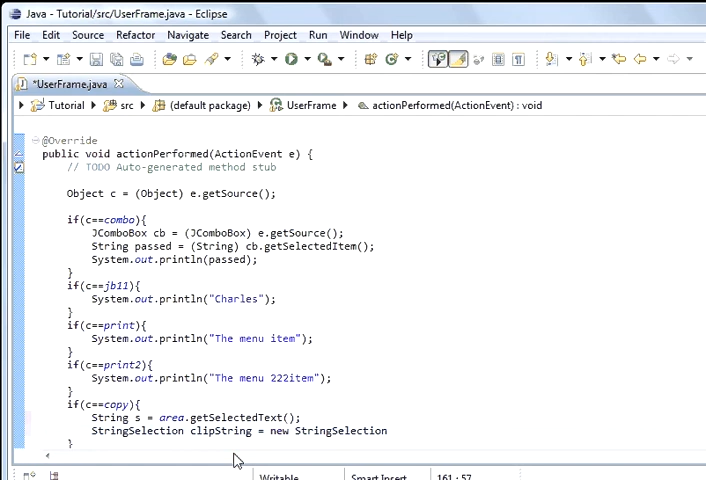 Java - Tutorial/src/UserFrame.java - Eclipse
File Edit Source Refactor Navigate Search Project Run Window Help
*UserFrame.java
Tutorial src (default package) UserFrame actionPerformed(ActionEvent) : void
@Override
public void actionPerformed(ActionEvent e) {
// TODO Auto-generated method stub
Object c = (Object) e.getSource();
if(c==combo){
JComboBox cb = (JComboBox) e.getSource();
String passed = (String) cb.getSelectedItem();
System.out.println(passed);
}
if(c==jb11){
System.out.println("Charles");
}
if(c==print){
System.out.println("The menu item");
}
if(c==print2){
System.out.println("The menu 222item");
}
if(c==copy){
String s = area.getSelectedText();
StringSelection clipString = new StringSelection
}
Writable Smart Insert 161 : 57